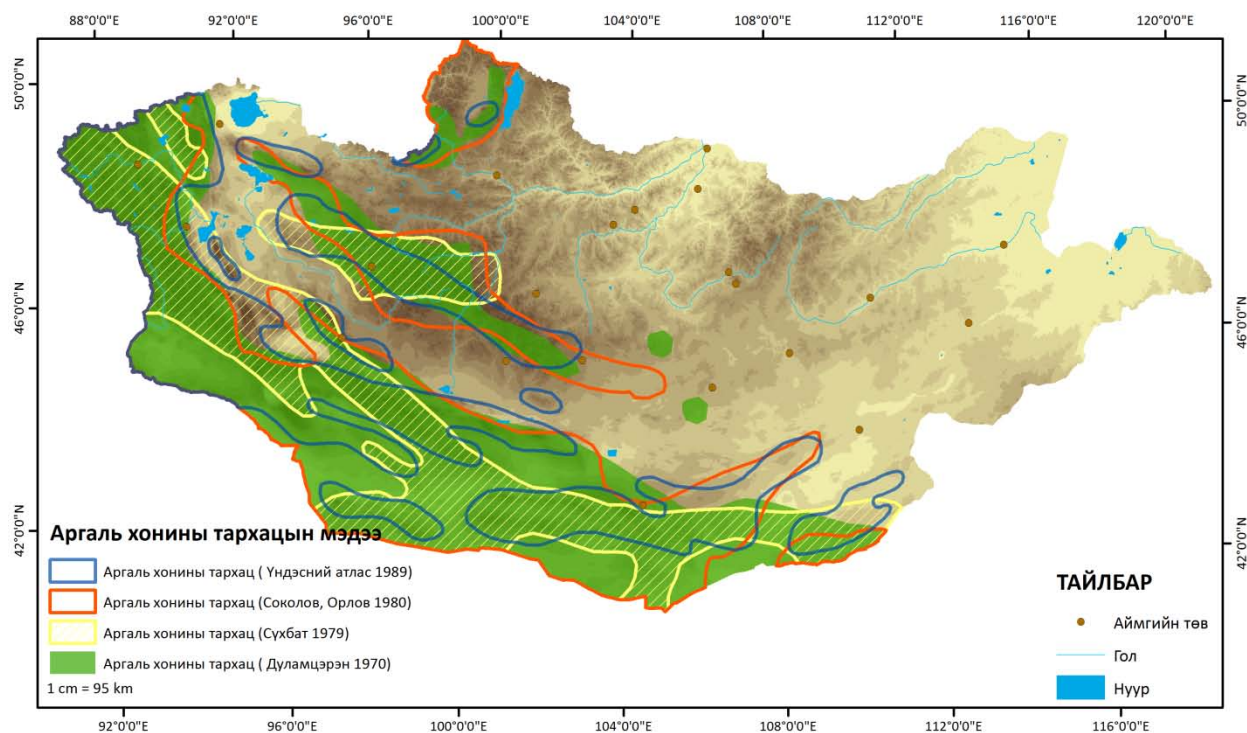 88°0'0"E 92°0'0"E 96°0'0"E 100°0'0"E 104°0'0"E 108°0'0"E 112°0'0"E 116°0'0"E 120°0'0"E
50°0'0"N 50°0'0"N
46°0'0"N 46°0'0"N
42°0'0"N 42°0'0"N
Аргаль хонины тархацын мэдээ
Аргаль хонины тархац ( Үндэсний атлас 1989)
Аргаль хонины тархац (Соколов, Орлов 1980)
Аргаль хонины тархац (Сүхбат 1979)
Аргаль хонины тархац ( Дуламцэрэн 1970)
1 cm = 95 km
ТАЙЛБАР
Аймгийн төв
Гол
Нуур
92°0'0"E 96°0'0"E 100°0'0"E 104°0'0"E 108°0'0"E 112°0'0"E 116°0'0"E